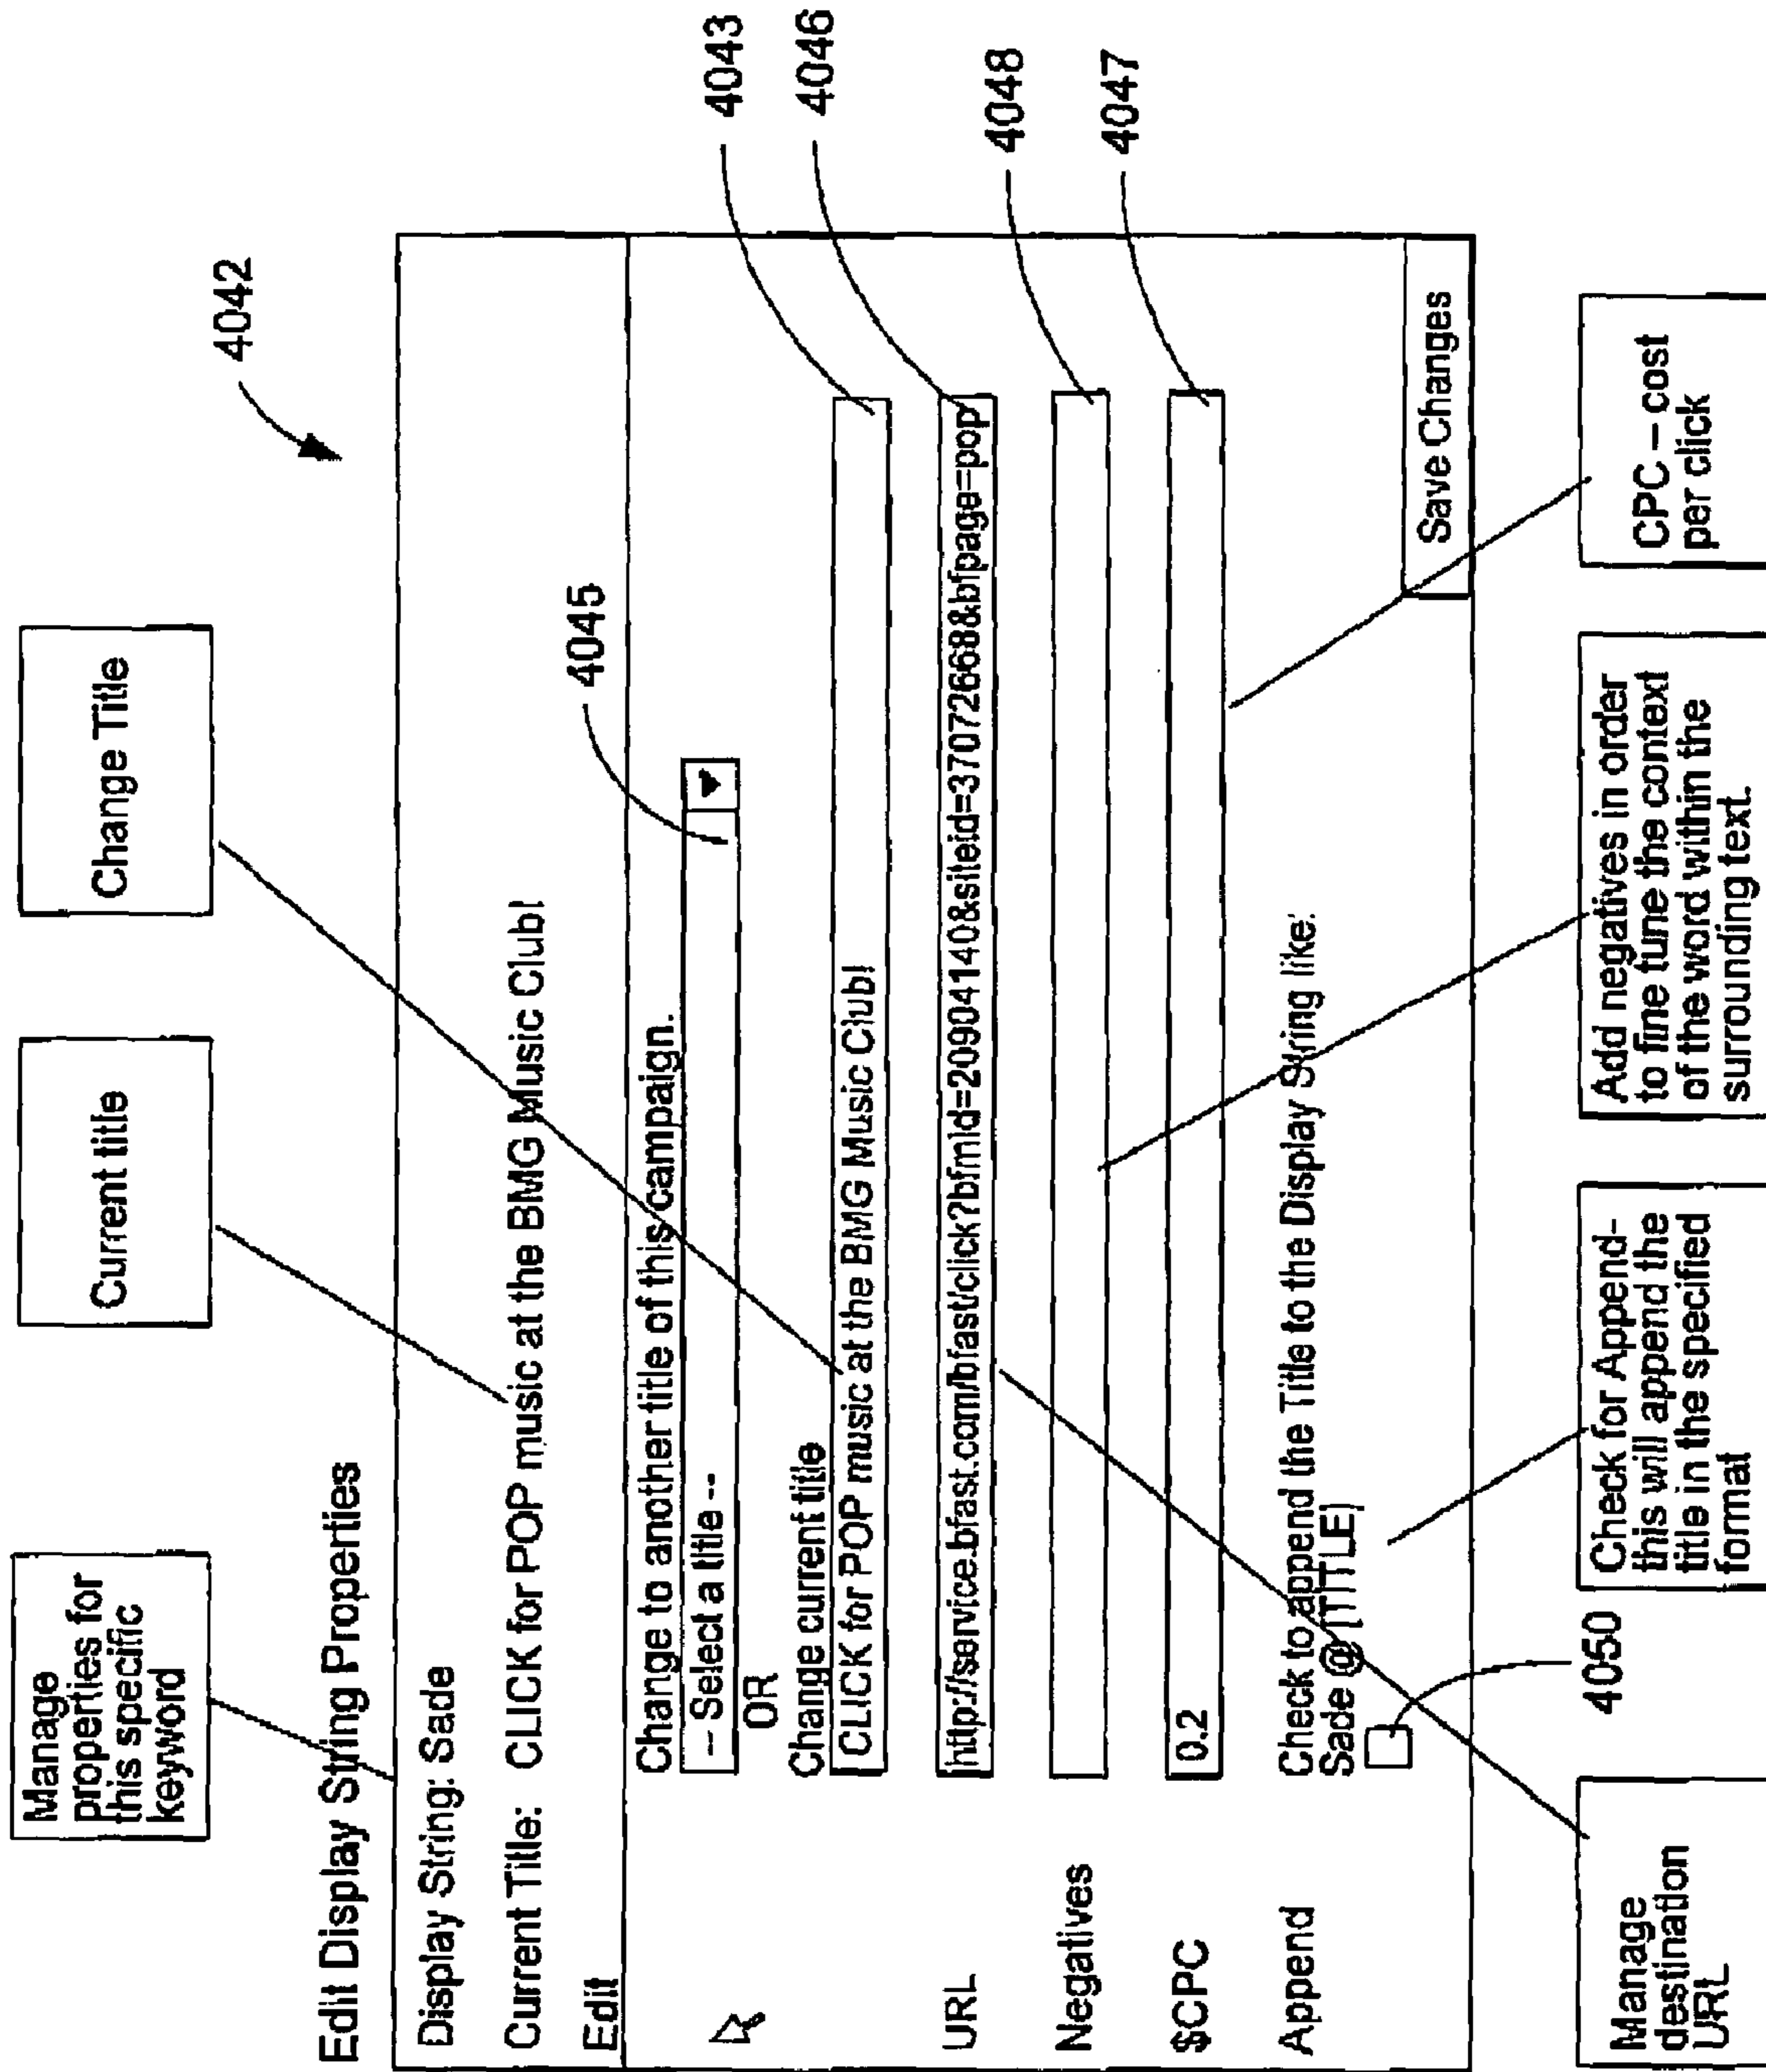 Manage
properties for
this specific
keyword
Current title
Change Title
4042
Edit Display String Properties
Display String: Sade
Current Title: CLICK for POP music at the BMG Music Club!
Edit
4045
4043
4046
4048
4047
Change to another title of this campaign.
-- Select a title --
OR
Change current title
CLICK for POP music at the BMG Music Club!
URL
http://service.bfast.com/bfast/click?bfmid=20904140&siteid=37072668&bfpage=pop
Negatives
$CPC
0.2
Append
Check to append the Title to the Display String like:
Sade @ [TITLE]
Save Changes
4050
Manage
destination
URL
Check for Append-
this will append the
title in the specified
format
Add negatives in order
to fine tune the context
of the word within the
surrounding text.
CPC – cost
per click